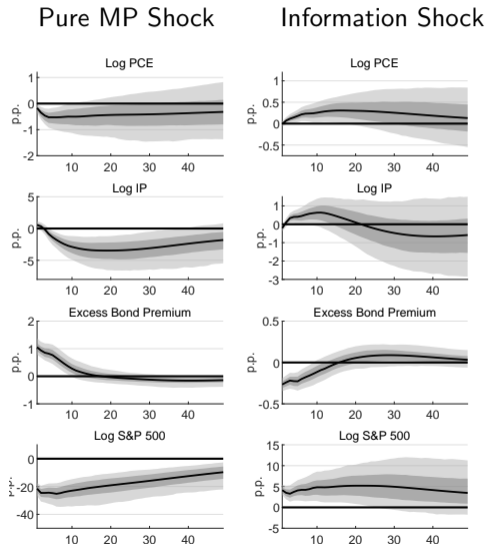 Pure MP Shock
Log PCE
p.p.
1
0
-1
-2
10 20 30 40
Log IP
p.p.
5
0
-5
10 20 30 40
Excess Bond Premium
p.p.
2
1
0
-1
10 20 30 40
Log S&P 500
p.p.
0
-20
-40
10 20 30 40
Information Shock
Log PCE
p.p.
1
0.5
0
-0.5
10 20 30 40
Log IP
p.p.
1
0
-1
-2
-3
10 20 30 40
Excess Bond Premium
p.p.
0.5
0
-0.5
10 20 30 40
Log S&P 500
p.p.
15
10
5
0
-5
10 20 30 40